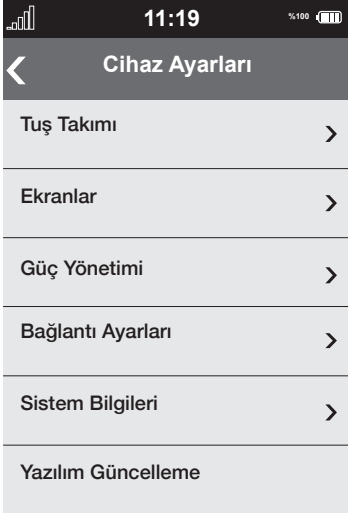 11:19
%100
Cihaz Ayarları
Tuş Takımı
Ekranlar
Güç Yönetimi
Bağlantı Ayarları
Sistem Bilgileri
Yazılım Güncelleme